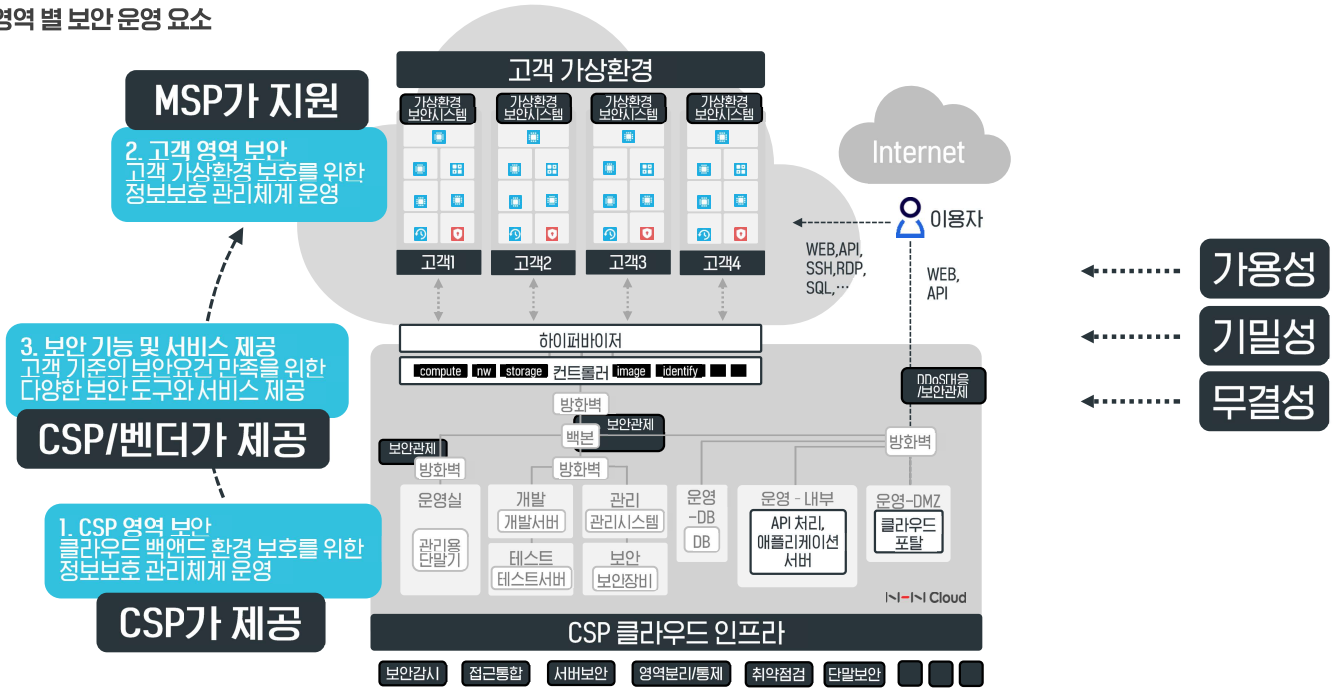 영역 별 보안 운영 요소
MSP가 지원
2. 고객 영역 보안
고객 가상환경 보호를 위한
정보보호 관리체계 운영
3. 보안 기능 및 서비스 제공
고객 기준의 보안요건 만족을 위한
다양한 보안 도구와 서비스 제공
CSP/벤더가 제공
1. CSP 영역 보안
클라우드 백앤드 환경 보호를 위한
정보보호 관리체계 운영
CSP가 제공
고객 가상환경
가상환경
보안시스템
가상환경
보안시스템
가상환경
보안시스템
가상환경
보안시스템
고객1
고객2
고객3
고객4
Internet
이용자
WEB,API,
SSH,RDP,
SQL,…
WEB,
API
하이퍼바이저
compute nw storage 컨트롤러 image identify
방화벽
백본
보안관제
보안관제
방화벽
방화벽
DDoS대응
/보안관제
방화벽
운영실
관리용
단말기
개발
개발서버
테스트
테스트서버
관리
관리시스템
보안
보인장비
운영
-DB
DB
운영 - 내부
API 처리,
애플리케이션
서버
운영-DMZ
클라우드
포탈
NHN Cloud
CSP 클라우드 인프라
보안감시
접근통합
서버보안
영역분리/통제
취약점검
단말보안
가용성
기밀성
무결성